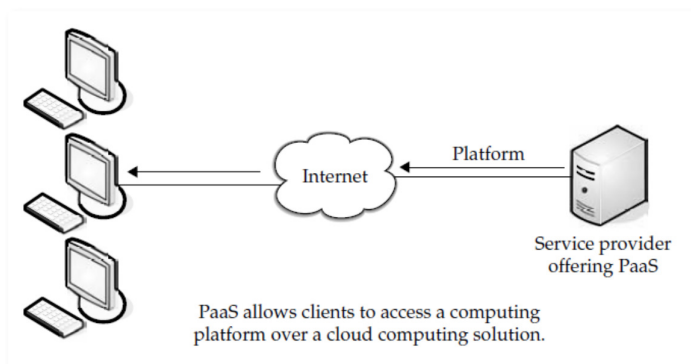 Platform
Internet
Service provider
offering PaaS
PaaS allows clients to access a computing
platform over a cloud computing solution.